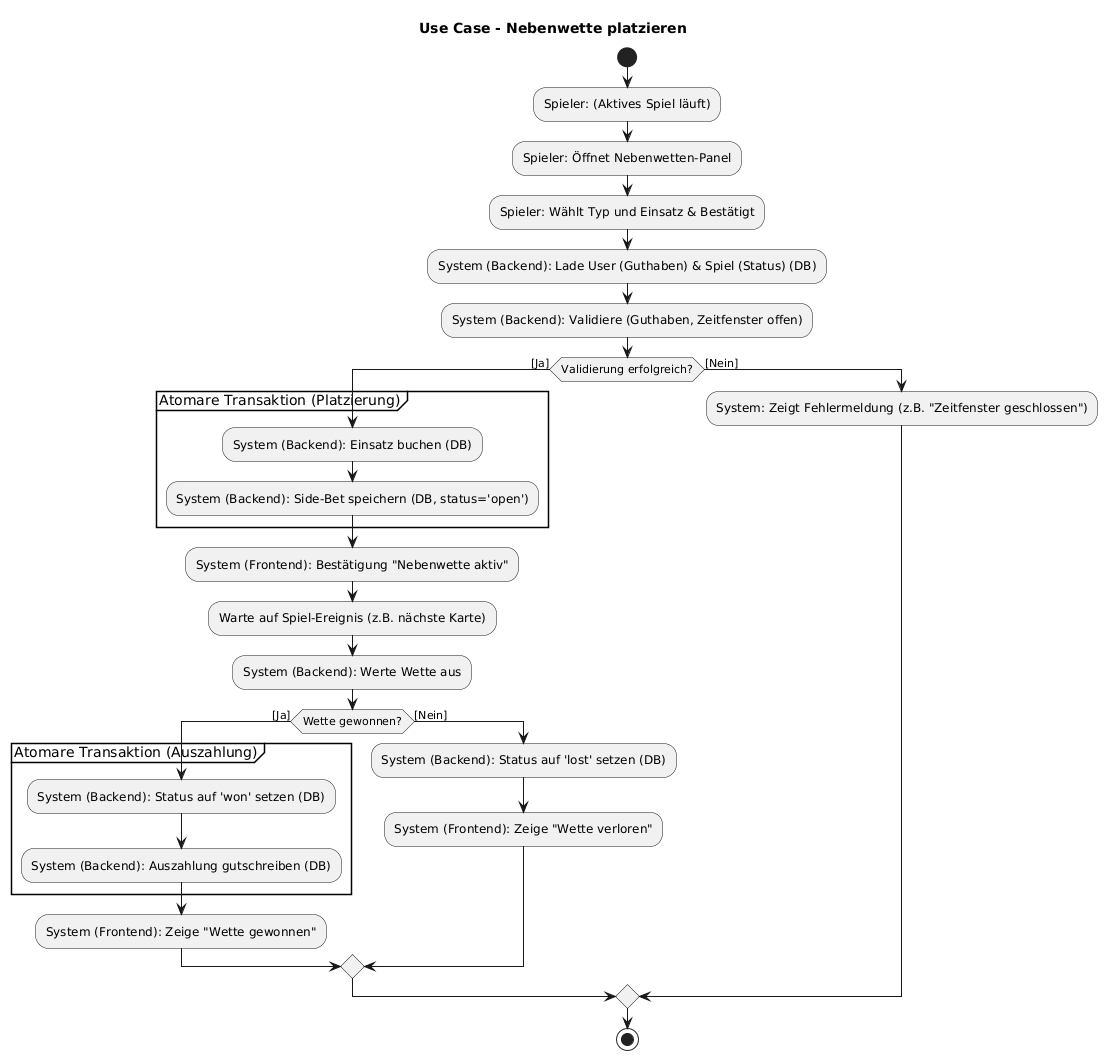 Use Case - Nebenwette platzieren
Spieler: (Aktives Spiel läuft)
Spieler: Öffnet Nebenwetten-Panel
Spieler: Wählt Typ und Einsatz & Bestätigt
System (Backend): Lade User (Guthaben) & Spiel (Status) (DB)
System (Backend): Validiere (Guthaben, Zeitfenster offen)
[Ja]
Validierung erfolgreich?
[Nein]
Atomare Transaktion (Platzierung)
System (Backend): Einsatz buchen (DB)
System (Backend): Side-Bet speichern (DB, status='open')
System: Zeigt Fehlermeldung (z.B. "Zeitfenster geschlossen")
System (Frontend): Bestätigung "Nebenwette aktiv"
Warte auf Spiel-Ereignis (z.B. nächste Karte)
System (Backend): Werte Wette aus
[Ja]
Wette gewonnen?
[Nein]
Atomare Transaktion (Auszahlung)
System (Backend): Status auf 'won' setzen (DB)
System (Backend): Auszahlung gutschreiben (DB)
System (Frontend): Zeige "Wette gewonnen"
System (Backend): Status auf 'lost' setzen (DB)
System (Frontend): Zeige "Wette verloren"